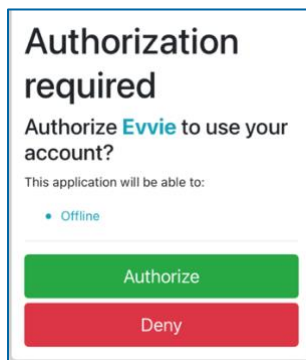 Authorization
required
Authorize Evvie to use your
account?
This application will be able to:
Offline
Authorize
Deny